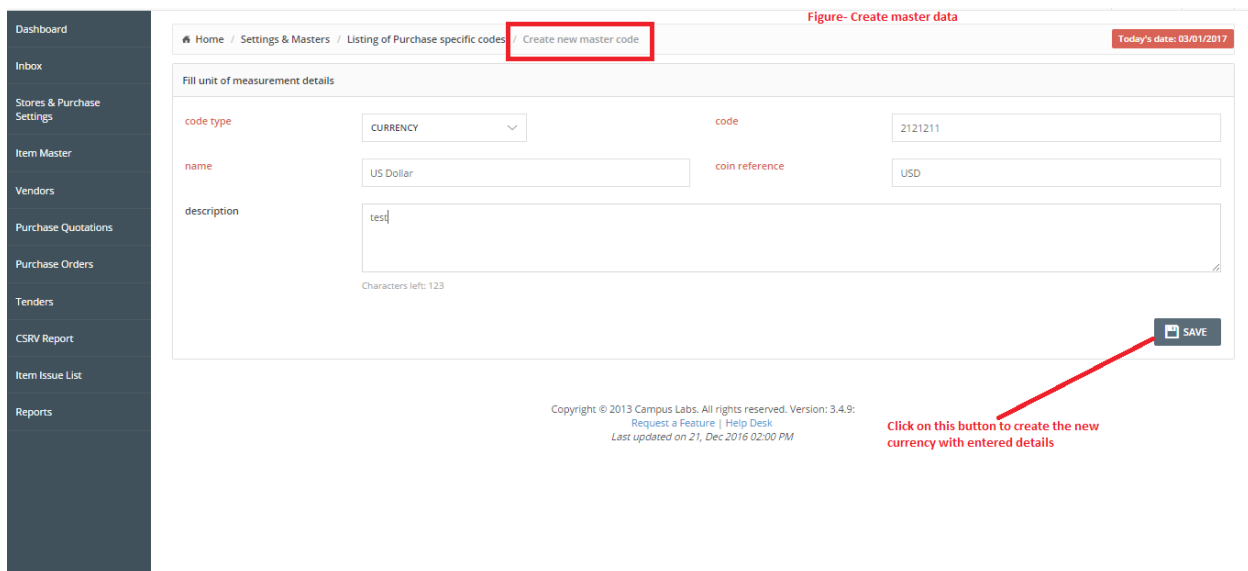 Figure- Create master data
Dashboard
Home / Settings & Masters / Listing of Purchase specific codes / Create new master code
Today's date: 03/01/2017
Inbox
Fill unit of measurement details
Stores & Purchase
Settings
code type
CURRENCY
code
2121211
Item Master
name
US Dollar
coin reference
USD
Vendors
description
test
Purchase Quotations
Purchase Orders
Characters left: 123
Tenders
CSRV Report
SAVE
Item Issue List
Reports
Copyright © 2013 Campus Labs. All rights reserved. Version: 3.4.9:
Request a Feature | Help Desk
Last updated on 21, Dec 2016 02:00 PM
Click on this button to create the new
currency with entered details